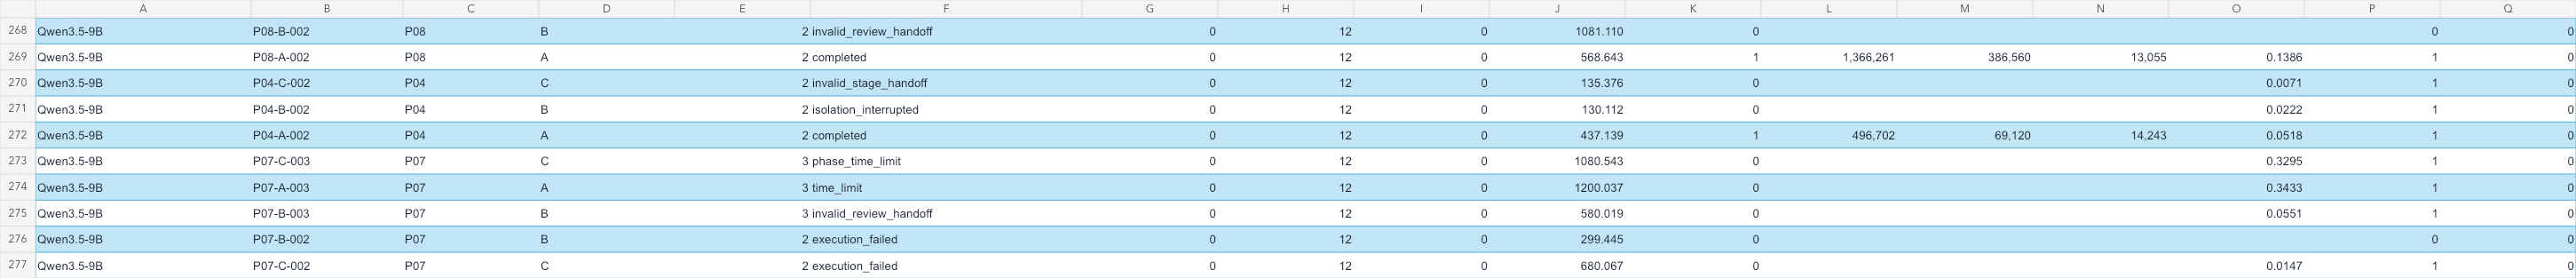 A B C D E F G H I J K L M N O P Q
268 Qwen3.5-9B P08-B-002 P08 B 2 invalid_review_handoff 0 12 0 1081.110 0 0 0
269 Qwen3.5-9B P08-A-002 P08 A 2 completed 0 12 0 568.643 1 1,366,261 386,560 13,055 0.1386 1 0
270 Qwen3.5-9B P04-C-002 P04 C 2 invalid_stage_handoff 0 12 0 135.376 0 0.0071 1 0
271 Qwen3.5-9B P04-B-002 P04 B 2 isolation_interrupted 0 12 0 130.112 0 0.0222 1 0
272 Qwen3.5-9B P04-A-002 P04 A 2 completed 0 12 0 437.139 1 496,702 69,120 14,243 0.0518 1 0
273 Qwen3.5-9B P07-C-003 P07 C 3 phase_time_limit 0 12 0 1080.543 0 0.3295 1 0
274 Qwen3.5-9B P07-A-003 P07 A 3 time_limit 0 12 0 1200.037 0 0.3433 1 0
275 Qwen3.5-9B P07-B-003 P07 B 3 invalid_review_handoff 0 12 0 580.019 0 0.0551 1 0
276 Qwen3.5-9B P07-B-002 P07 B 2 execution_failed 0 12 0 299.445 0 0 0
277 Qwen3.5-9B P07-C-002 P07 C 2 execution_failed 0 12 0 680.067 0 0.0147 1 0